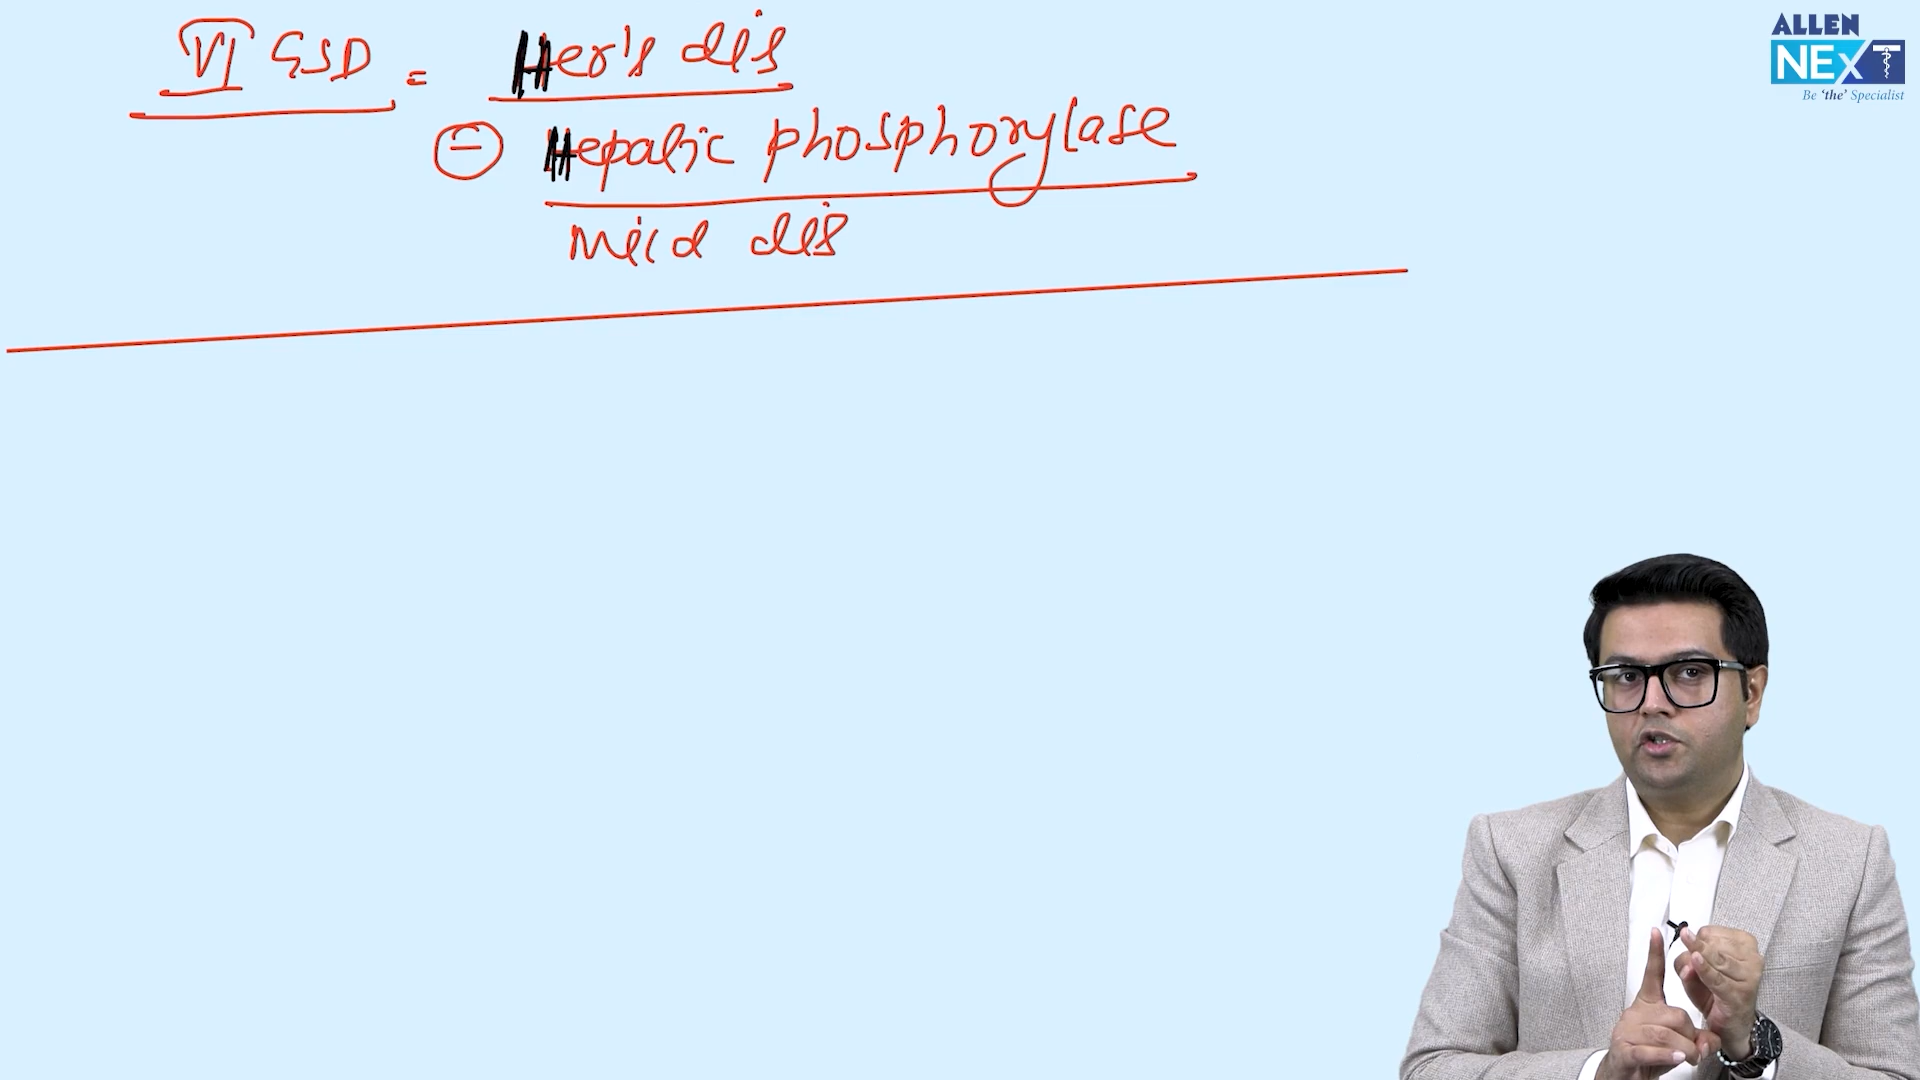 VI GSD = Her's dis
⊖ Hepatic phosphorylase
Mild dis
ALLEN
NEXT
Be 'the' Specialist